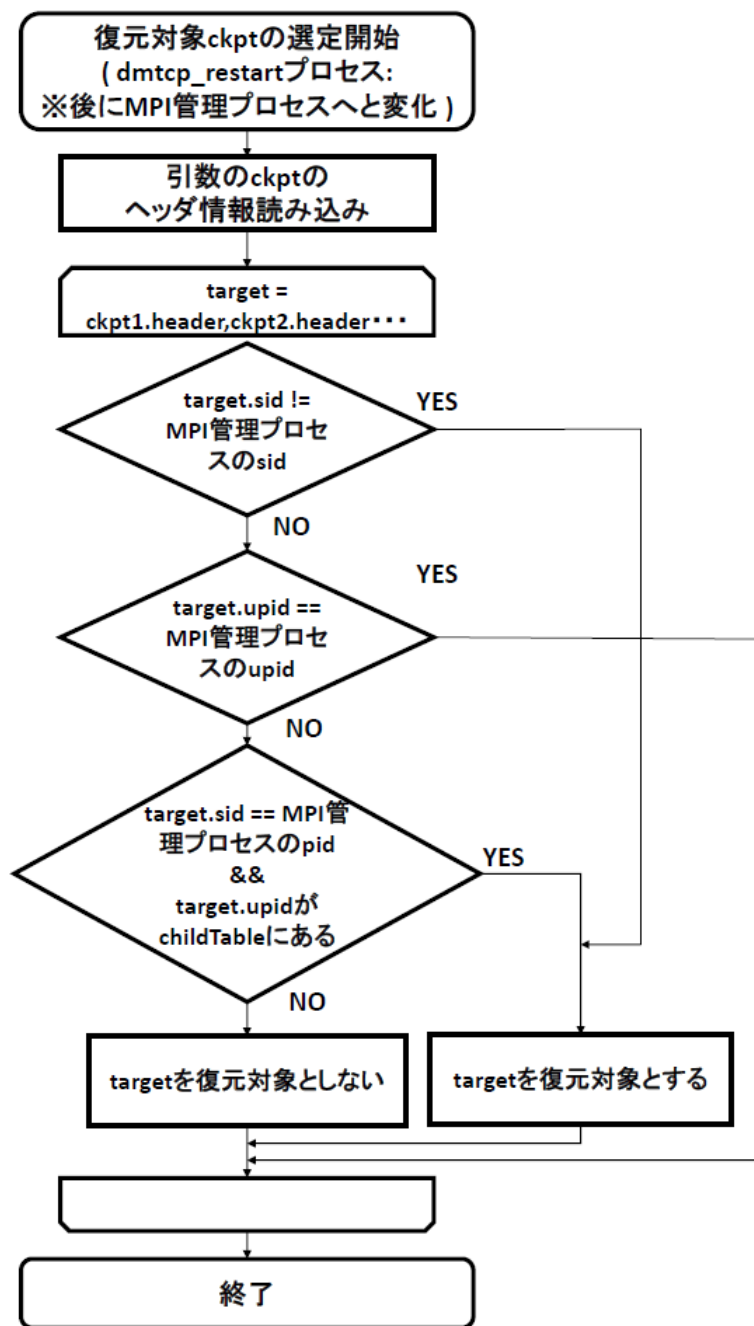 復元対象ckptの選定開始
( dmtcp_restartプロセス:
※後にMPI管理プロセスへと変化 )
引数のckptの
ヘッダ情報読み込み
target =
ckpt1.header,ckpt2.header・・・
target.sid !=
MPI管理プロセ
スのsid
YES
NO
target.upid ==
MPI管理プロセ
スのupid
YES
NO
target.sid == MPI管
理プロセスのpid
&&
target.upidが
childTableにある
YES
NO
targetを復元対象としない
targetを復元対象とする
終了